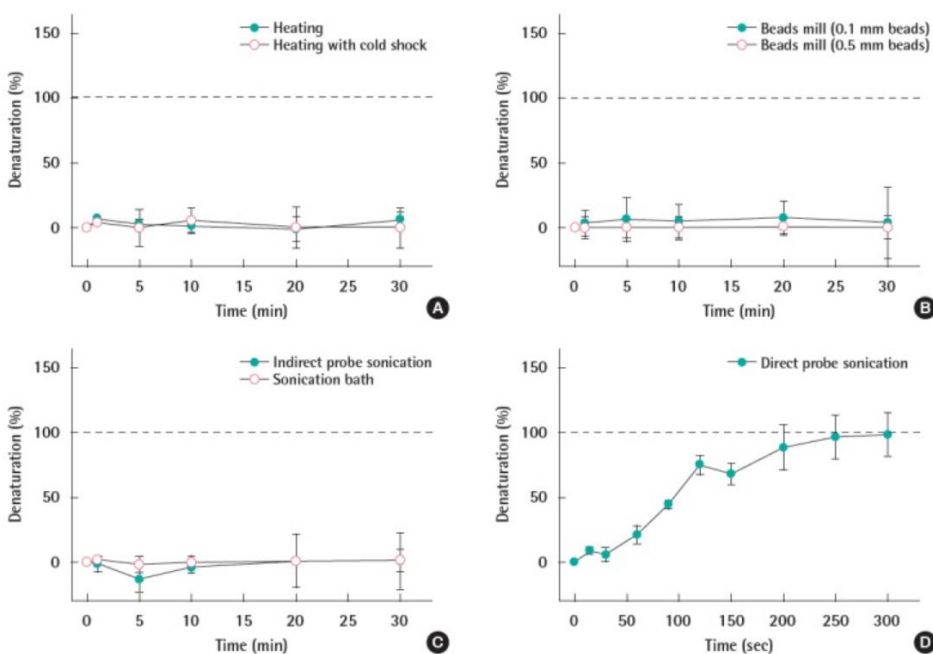 Heating
Heating with cold shock
150
100
50
0
Denaturation (%)
0 5 10 15 20 25 30
Time (min)
A
Beads mill (0.1 mm beads)
Beads mill (0.5 mm beads)
150
100
50
0
Denaturation (%)
0 5 10 15 20 25 30
Time (min)
B
Indirect probe sonication
Sonication bath
150
100
50
0
Denaturation (%)
0 5 10 15 20 25 30
Time (min)
C
Direct probe sonication
150
100
50
0
Denaturation (%)
0 50 100 150 200 250 300
Time (sec)
D